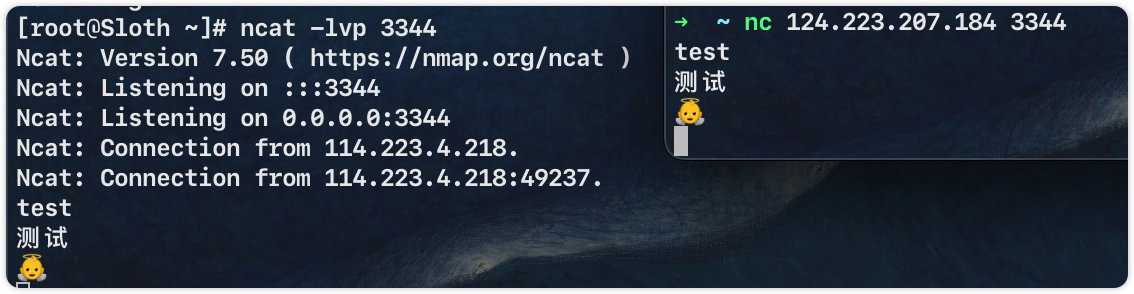 [root@Sloth ~]# ncat -lvp 3344
Ncat: Version 7.50 ( https://nmap.org/ncat )
Ncat: Listening on :::3344
Ncat: Listening on 0.0.0.0:3344
Ncat: Connection from 114.223.4.218.
Ncat: Connection from 114.223.4.218:49237.
test
测试
👼
→ ~ nc 124.223.207.184 3344
test
测试
👼